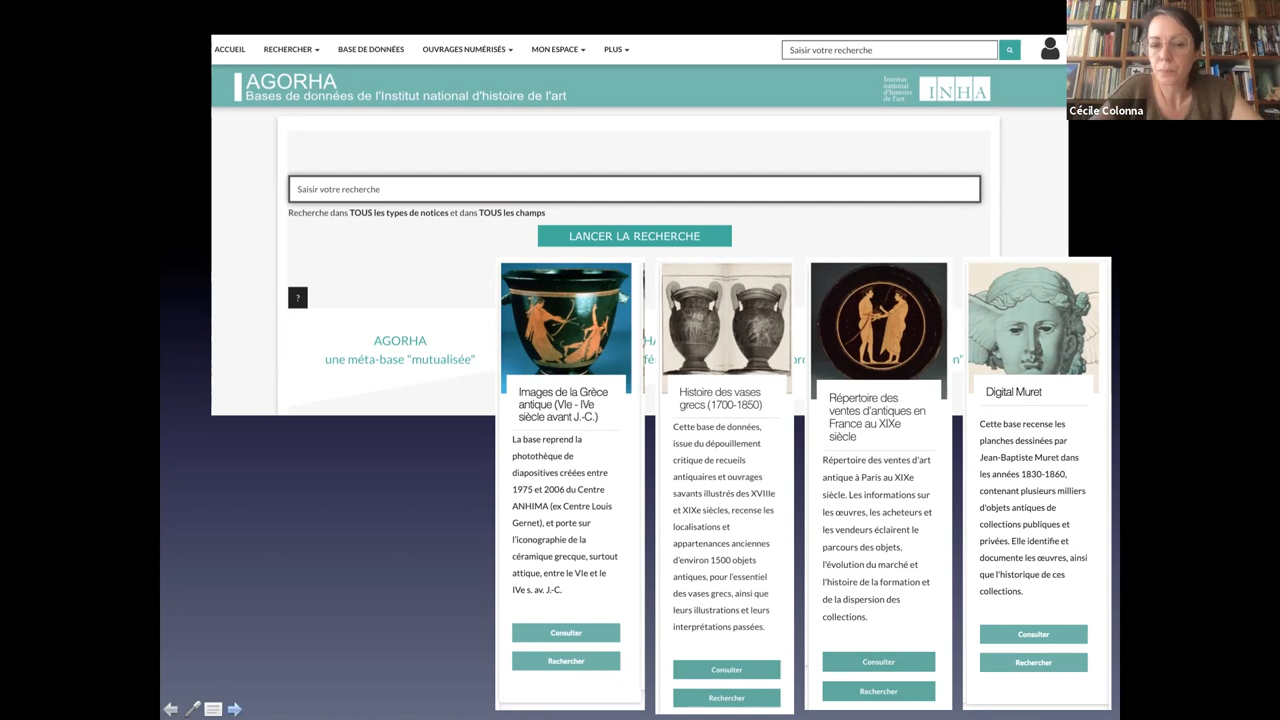 ACCUEIL RECHERCHER BASE DE DONNÉES OUVRAGES NUMÉRISÉS MON ESPACE PLUS Saisir votre recherche
AGORHA
Bases de données de l'Institut national d'histoire de l'art
Institut
national
d'histoire
de l'art
INHA
Cécile Colonna
Saisir votre recherche
Recherche dans TOUS les types de notices et dans TOUS les champs
LANCER LA RECHERCHE
?
AGORHA
une méta-base "mutualisée"
Images de la Grèce
antique (VIe - IVe
siècle avant J.-C.)
La base reprend la
photothèque de
diapositives créées entre
1975 et 2006 du Centre
ANHIMA (ex Centre Louis
Gernet), et porte sur
l'iconographie de la
céramique grecque, surtout
attique, entre le VIe et le
IVe s. av. J.-C.
Consulter
Rechercher
Histoire des vases
grecs (1700-1850)
Cette base de données,
issue du dépouillement
critique de recueils
antiquaires et ouvrages
savants illustrés des XVIIIe
et XIXe siècles, recense les
localisations et
appartenances anciennes
d'environ 1500 objets
antiques, pour l'essentiel
des vases grecs, ainsi que
leurs illustrations et leurs
interprétations passées.
Consulter
Rechercher
Répertoire des
ventes d'antiques en
France au XIXe
siècle
Répertoire des ventes d'art
antique à Paris au XIXe
siècle. Les informations sur
les œuvres, les acheteurs et
les vendeurs éclairent le
parcours des objets,
l'évolution du marché et
l'histoire de la formation et
de la dispersion des
collections.
Consulter
Rechercher
Digital Muret
Cette base recense les
planches dessinées par
Jean-Baptiste Muret dans
les années 1830-1860,
contenant plusieurs milliers
d'objets antiques de
collections publiques et
privées. Elle identifie et
documente les œuvres, ainsi
que l'historique de ces
collections.
Consulter
Rechercher